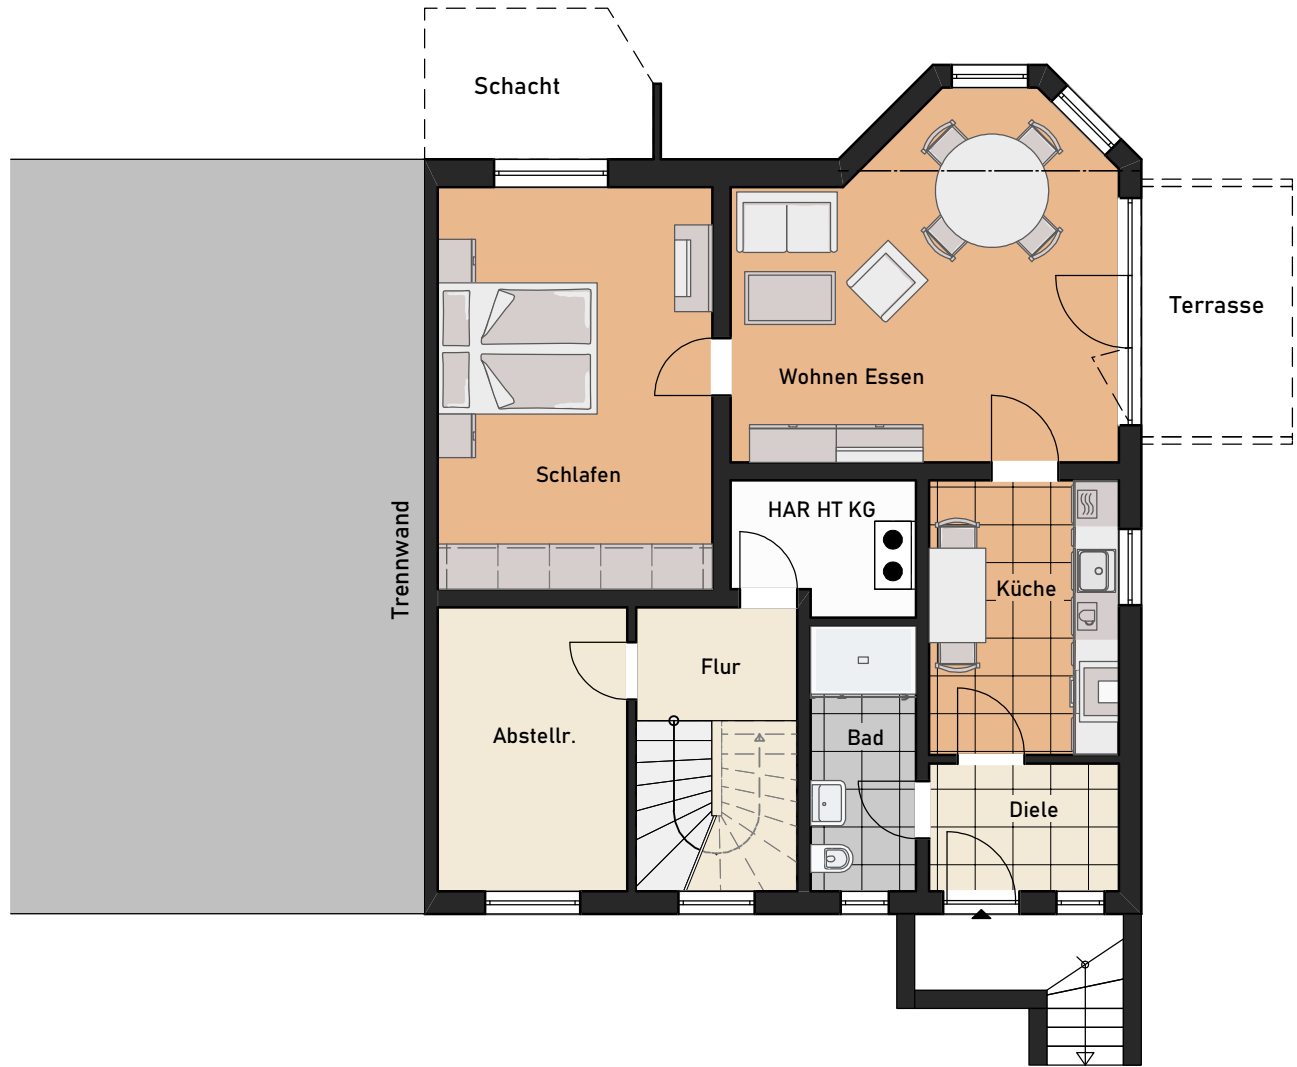 Schacht
Terrasse
Wohnen Essen
Schlafen
HAR HT KG
Trennwand
Küche
Flur
Abstellr.
Bad
Diele